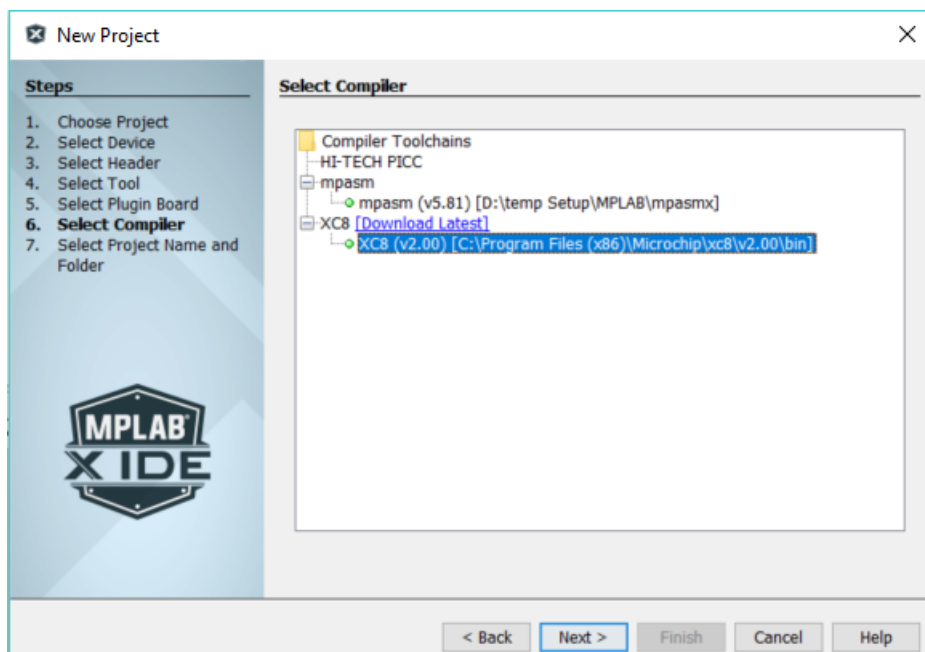 New Project
Steps
1. Choose Project
2. Select Device
3. Select Header
4. Select Tool
5. Select Plugin Board
6. Select Compiler
7. Select Project Name and
Folder
MPLAB
X IDE
Select Compiler
Compiler Toolchains
HI-TECH PICC
mpasm
mpasm (v5.81) [D:\temp Setup\MPLAB\mpasmx]
XC8 [Download Latest]
XC8 (v2.00) [C:\Program Files (x86)\Microchip\xc8\v2.00\bin]
< Back Next > Finish Cancel Help